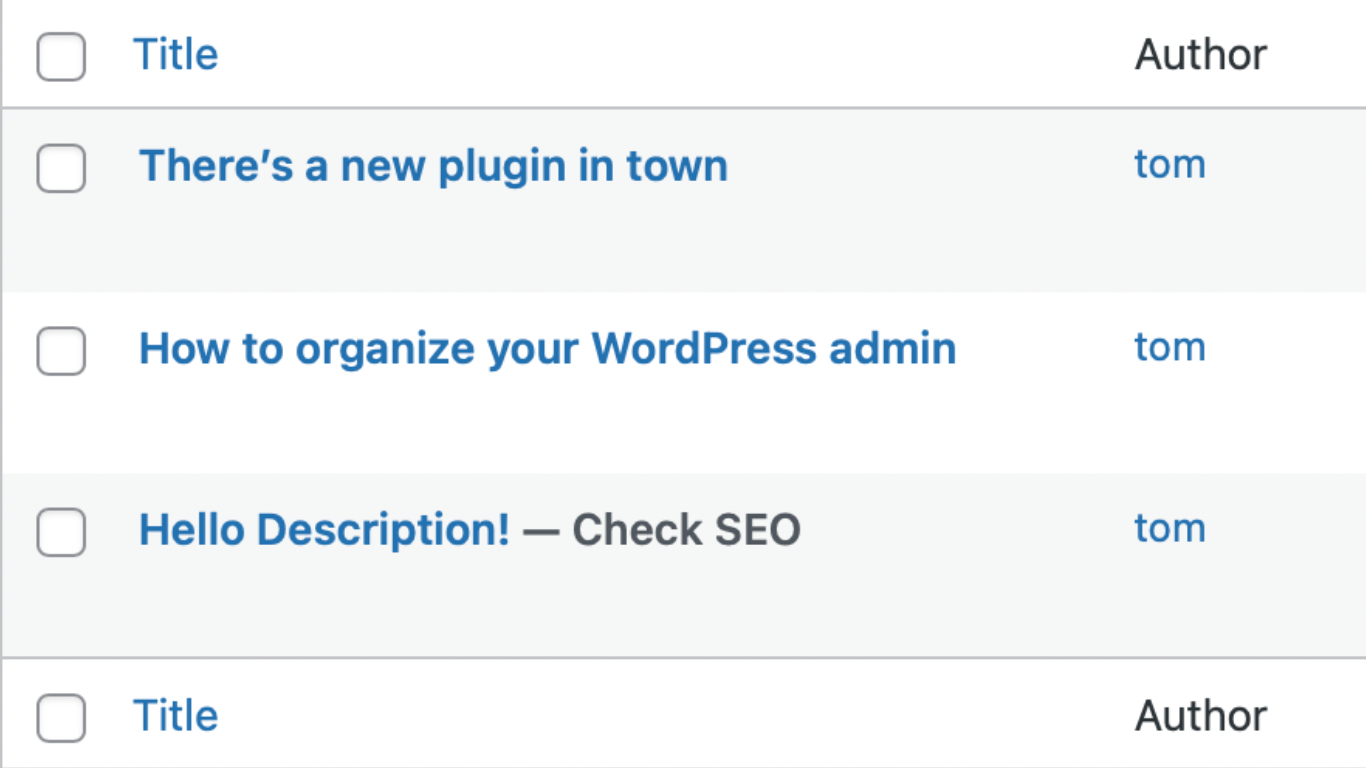 Title Author
There’s a new plugin in town tom
How to organize your WordPress admin tom
Hello Description! — Check SEO tom
Title Author